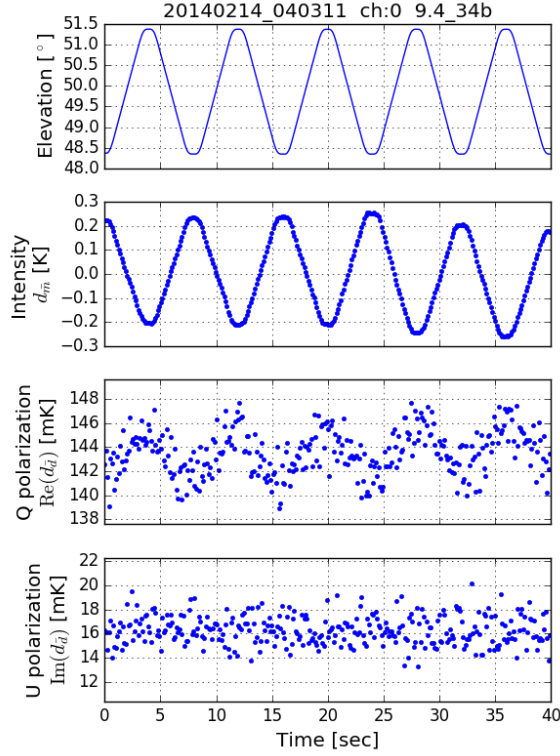 20140214_040311 ch:0 9.4_34b
Elevation [°]
51.5
51.0
50.5
50.0
49.5
49.0
48.5
48.0
Intensity
d_m̄ [K]
0.3
0.2
0.1
0.0
−0.1
−0.2
−0.3
Q polarization
Re(d_d̄) [mK]
148
146
144
142
140
138
U polarization
Im(d_d̄) [mK]
22
20
18
16
14
12
0 5 10 15 20 25 30 35 40
Time [sec]